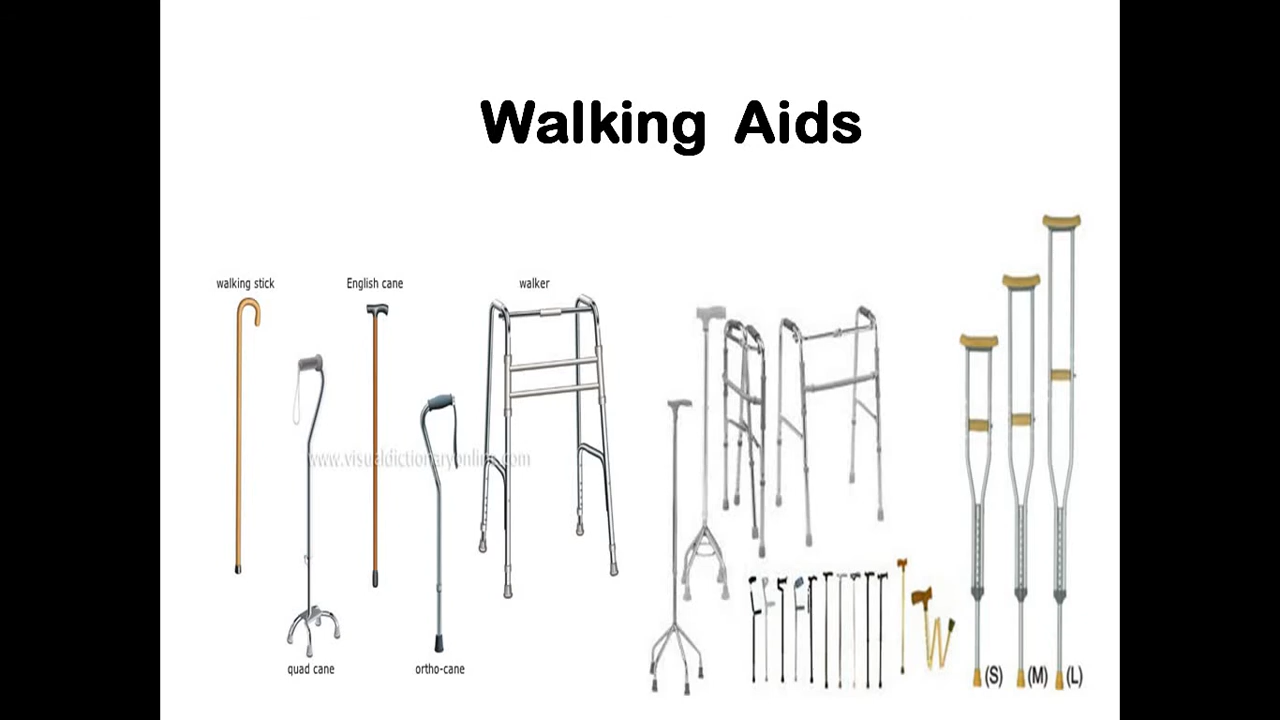 Walking Aids
walking stick
English cane
walker
www.visualdictionaryonline.com
quad cane
ortho-cane
(S)
(M)
(L)